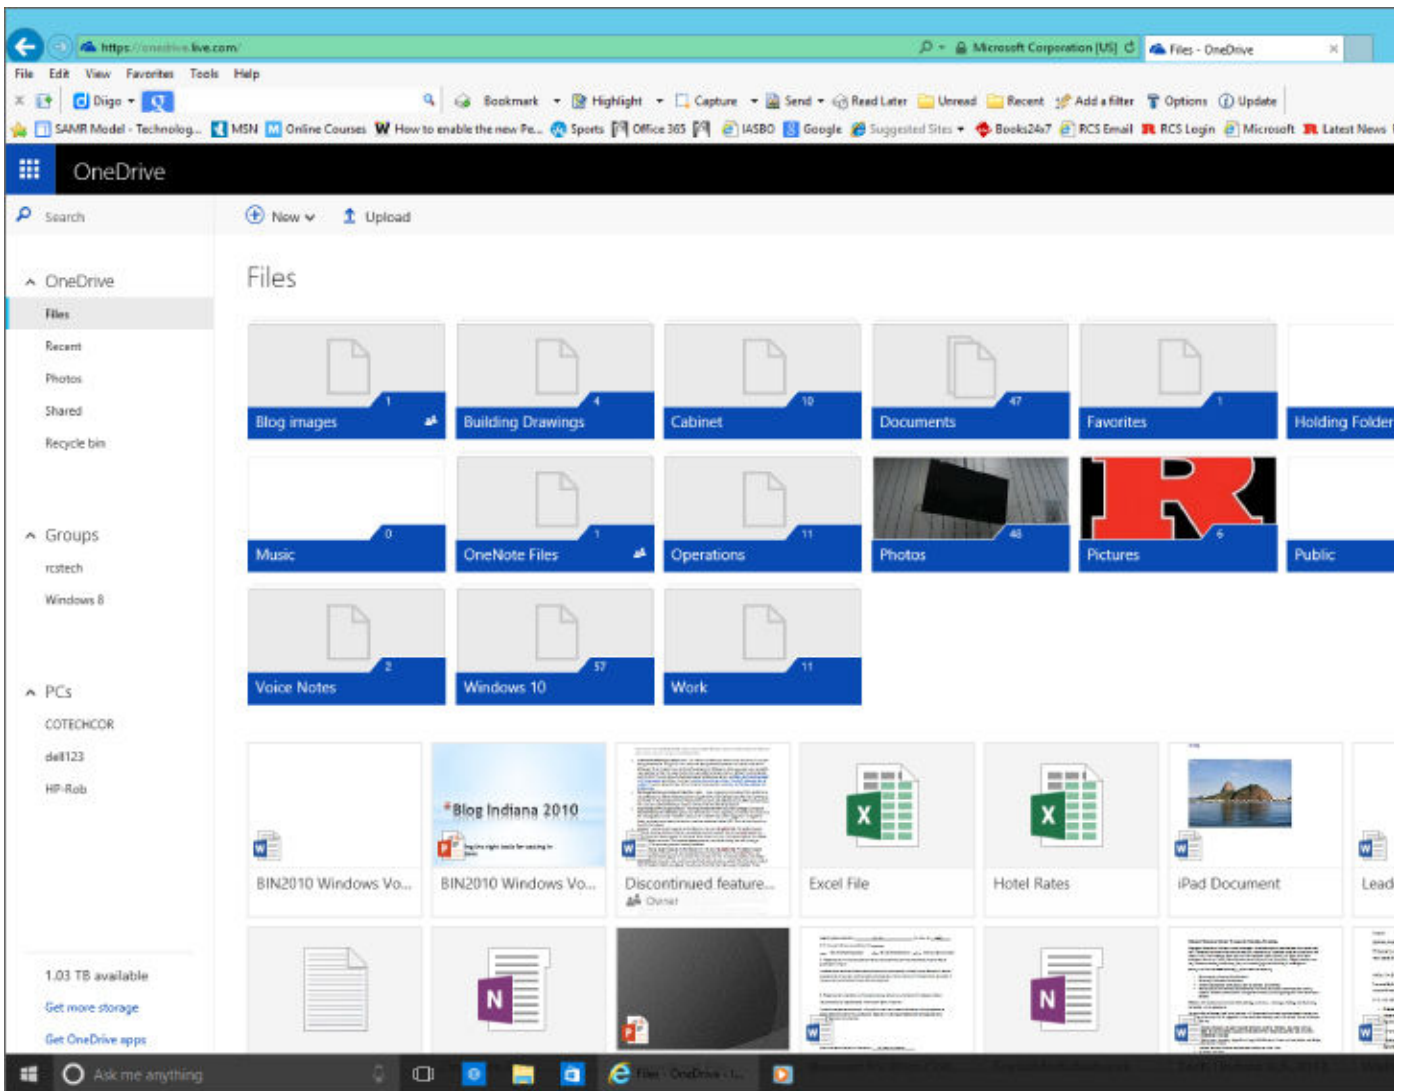 https://onedrive.live.com/
Microsoft Corporation [US]
Files - OneDrive
File Edit View Favorites Tools Help
Diigo
Bookmark Highlight Capture Send Read Later Unread Recent Add a filter Options Update
SAMR Model - Technolog... MSN Online Courses How to enable the new Pe... Sports Office 365 IASBO Google Suggested Sites Books24x7 RCS Email RCS Login Microsoft Latest News
OneDrive
Search
New Upload
OneDrive
Files
Recent
Photos
Shared
Recycle bin
Groups
rcstech
Windows 8
PCs
COTECHCOR
dell123
HP-Rob
1.03 TB available
Get more storage
Get OneDrive apps
Files
1 4 10 47 1
Blog images Building Drawings Cabinet Documents Favorites Holding Folder
R
0 1 11 46 6
Music OneNote Files Operations Photos Pictures Public
2 57 11
Voice Notes Windows 10 Work
Blog Indiana 2010
BIN2010 Windows Vo... BIN2010 Windows Vo... Discontinued feature... Excel File Hotel Rates iPad Document Lead
Owner
Ask me anything
Files - OneDrive - I...